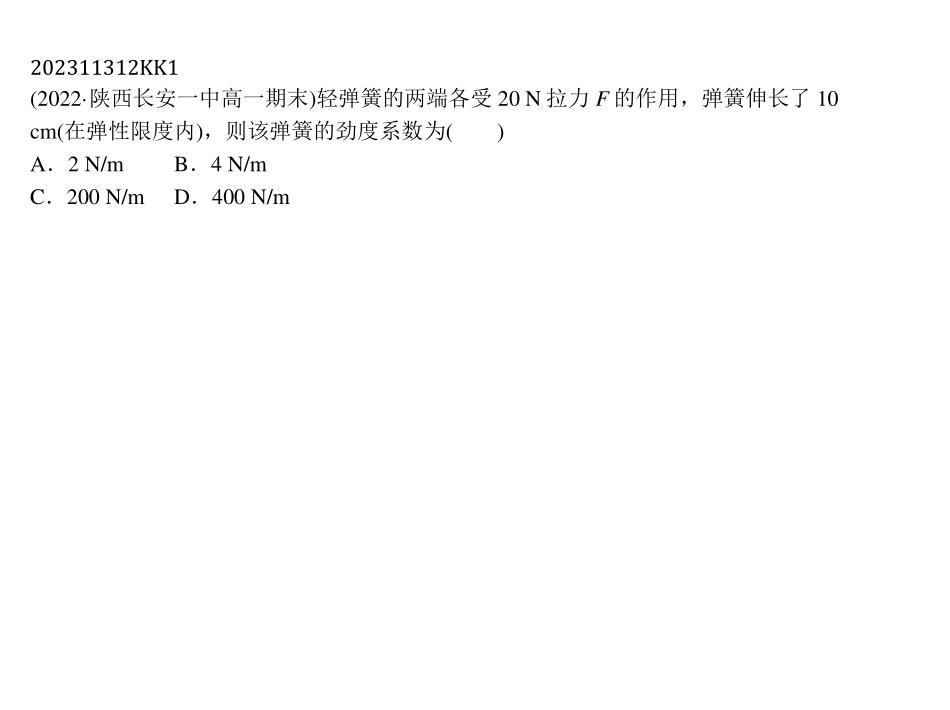 202311312KK1
(2022·陕西长安一中高一期末)轻弹簧的两端各受 20 N 拉力 F 的作用，弹簧伸长了 10
cm(在弹性限度内)，则该弹簧的劲度系数为(　　)
A．2 N/m　　B．4 N/m
C．200 N/m　D．400 N/m